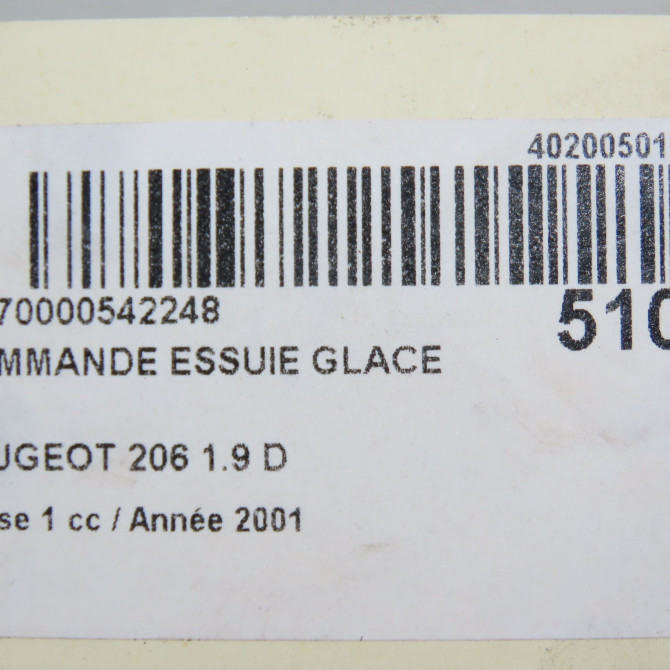 40200501
70000542248
510
MMANDE ESSUIE GLACE
UGEOT 206 1.9 D
se 1 cc / Année 2001